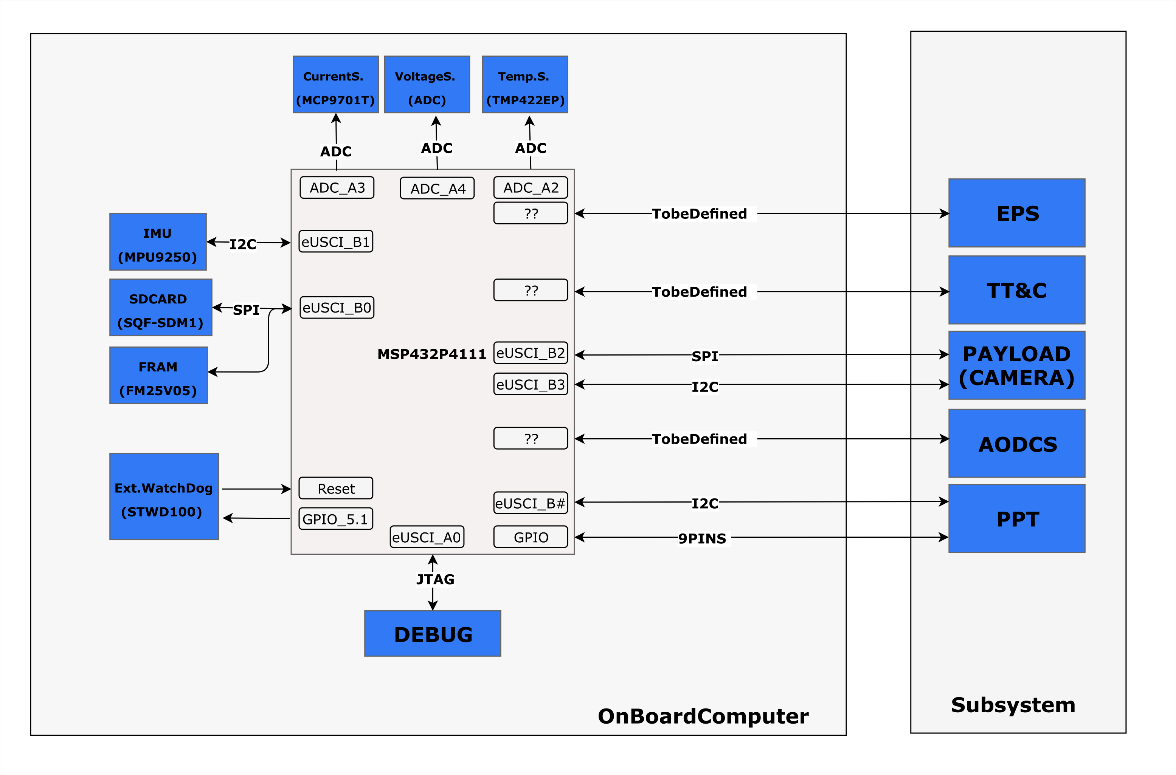 CurrentS.
(MCP9701T)
VoltageS.
(ADC)
Temp.S.
(TMP422EP)
ADC
ADC
ADC
ADC_A3
ADC_A4
ADC_A2
??
TobeDefined
EPS
IMU
(MPU9250)
I2C
eUSCI_B1
SDCARD
(SQF-SDM1)
SPI
eUSCI_B0
??
TobeDefined
TT&C
FRAM
(FM25V05)
MSP432P4111
eUSCI_B2
SPI
PAYLOAD
(CAMERA)
eUSCI_B3
I2C
??
TobeDefined
AODCS
Ext.WatchDog
(STWD100)
Reset
GPIO_5.1
eUSCI_B#
I2C
PPT
eUSCI_A0
GPIO
9PINS
JTAG
DEBUG
OnBoardComputer
Subsystem